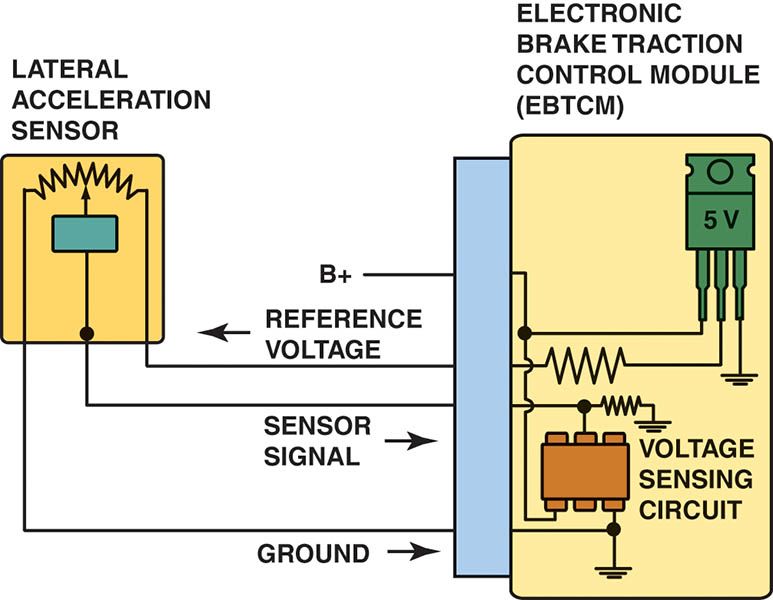 ELECTRONIC
BRAKE TRACTION
CONTROL MODULE
(EBTCM)
LATERAL
ACCELERATION
SENSOR
5 V
B+
REFERENCE
VOLTAGE
SENSOR
SIGNAL
VOLTAGE
SENSING
CIRCUIT
GROUND